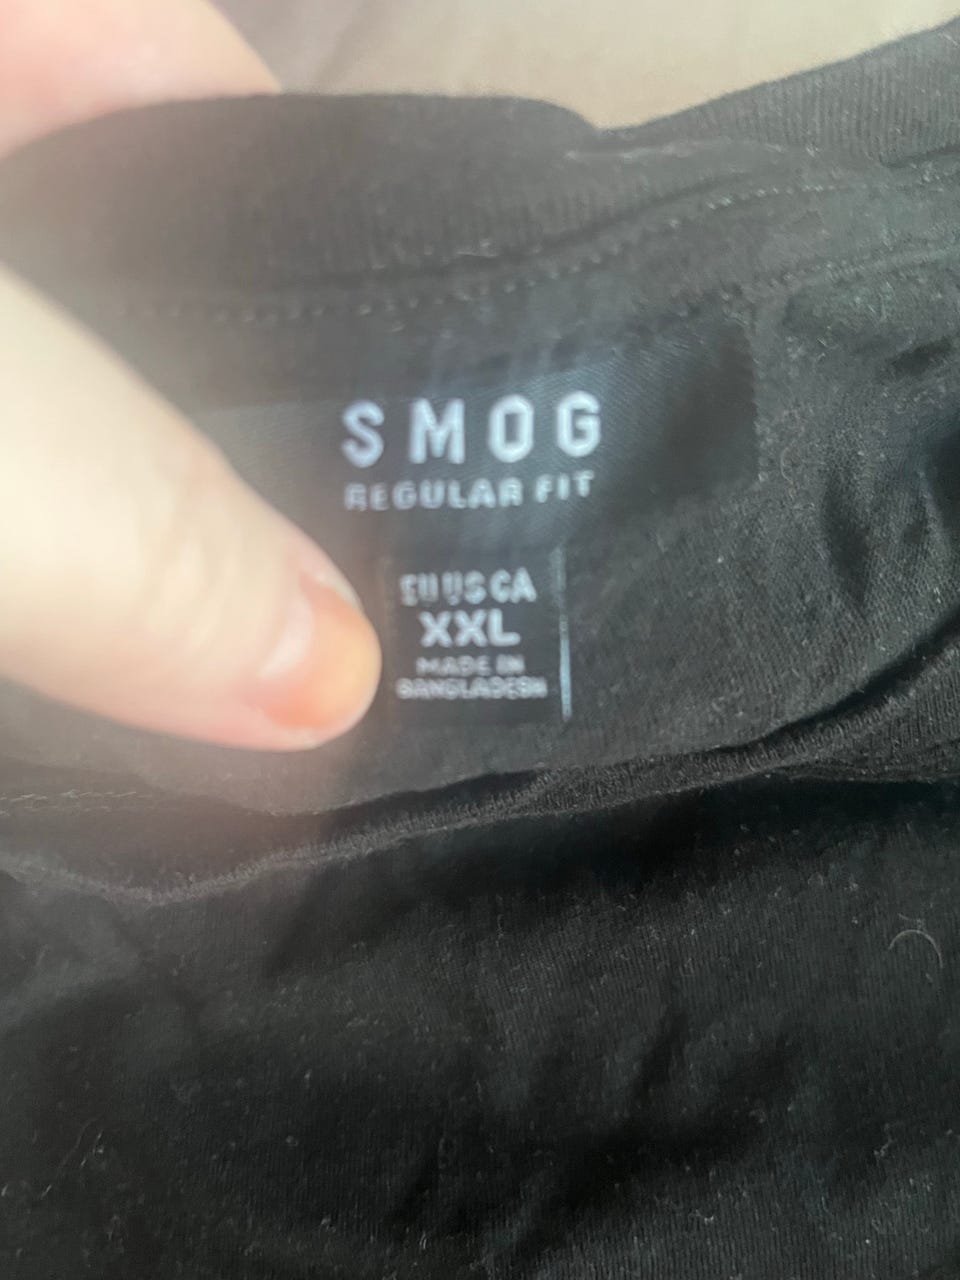 SMOG
REGULAR FIT
EU US CA
XXL
MADE IN
BANGLADESH